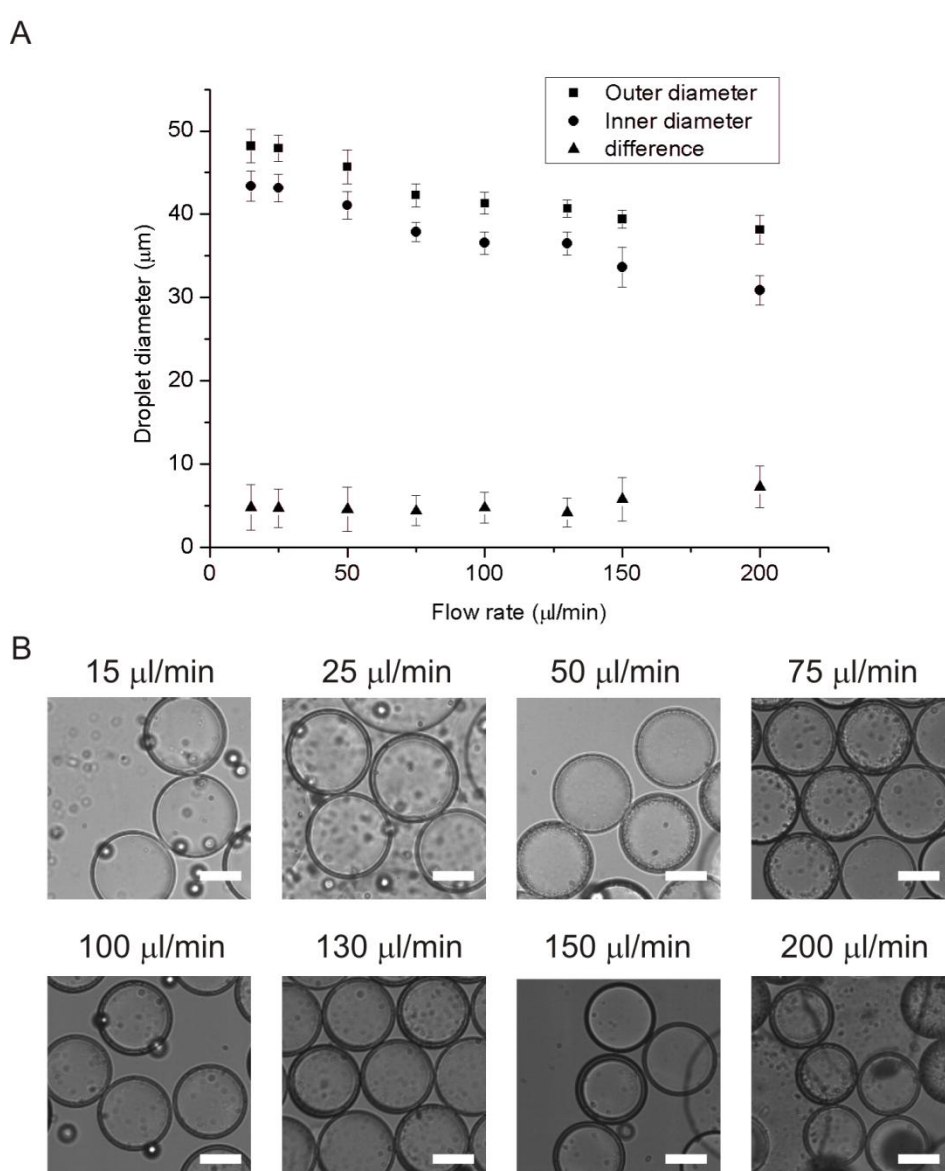 A
Outer diameter
Inner diameter
difference
50
40
30
20
10
0
Droplet diameter (μm)
0 50 100 150 200
Flow rate (μl/min)
B
15 μl/min 25 μl/min 50 μl/min 75 μl/min
100 μl/min 130 μl/min 150 μl/min 200 μl/min